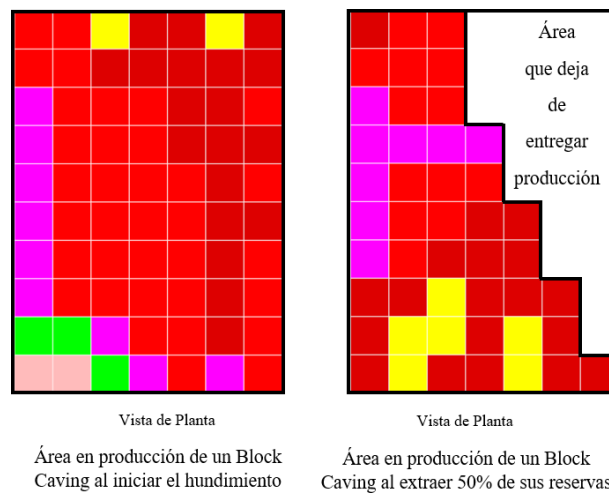 Área
que deja
de
entregar
producción
Vista de Planta
Área en producción de un Block
Caving al iniciar el hundimiento
Vista de Planta
Área en producción de un Block
Caving al extraer 50% de sus reservas